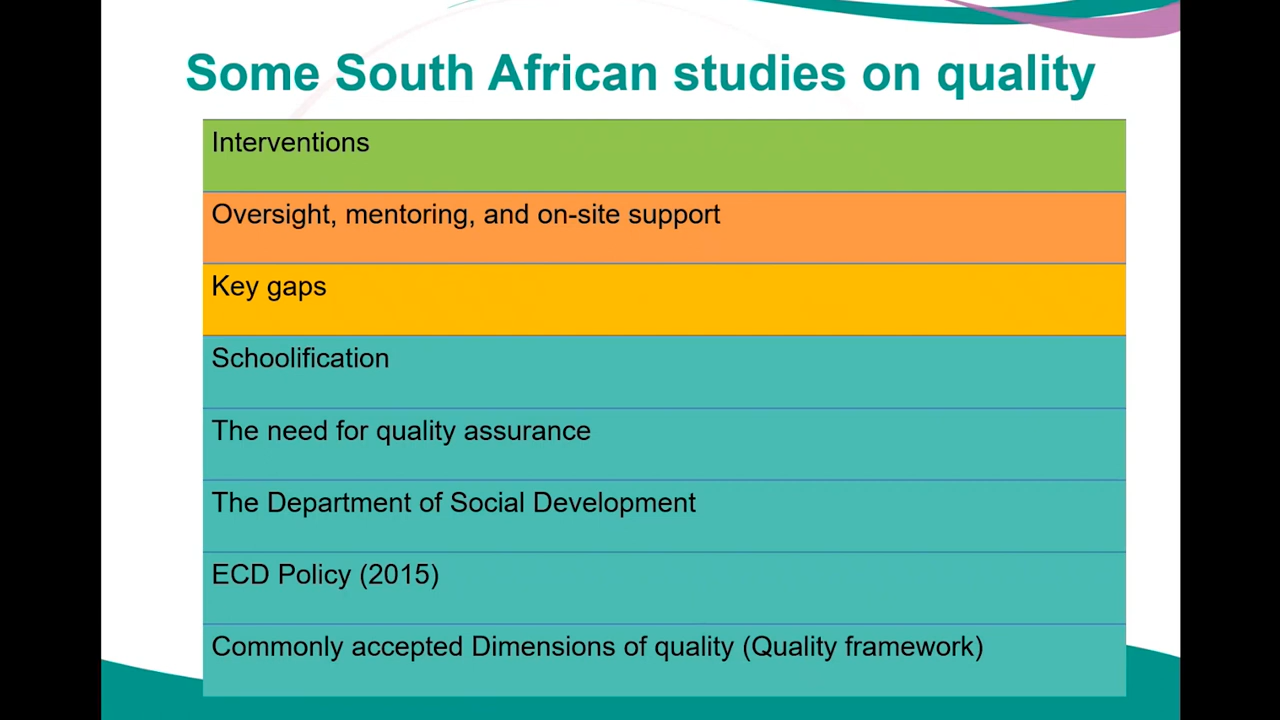 Some South African studies on quality
Interventions
Oversight, mentoring, and on-site support
Key gaps
Schoolification
The need for quality assurance
The Department of Social Development
ECD Policy (2015)
Commonly accepted Dimensions of quality (Quality framework)